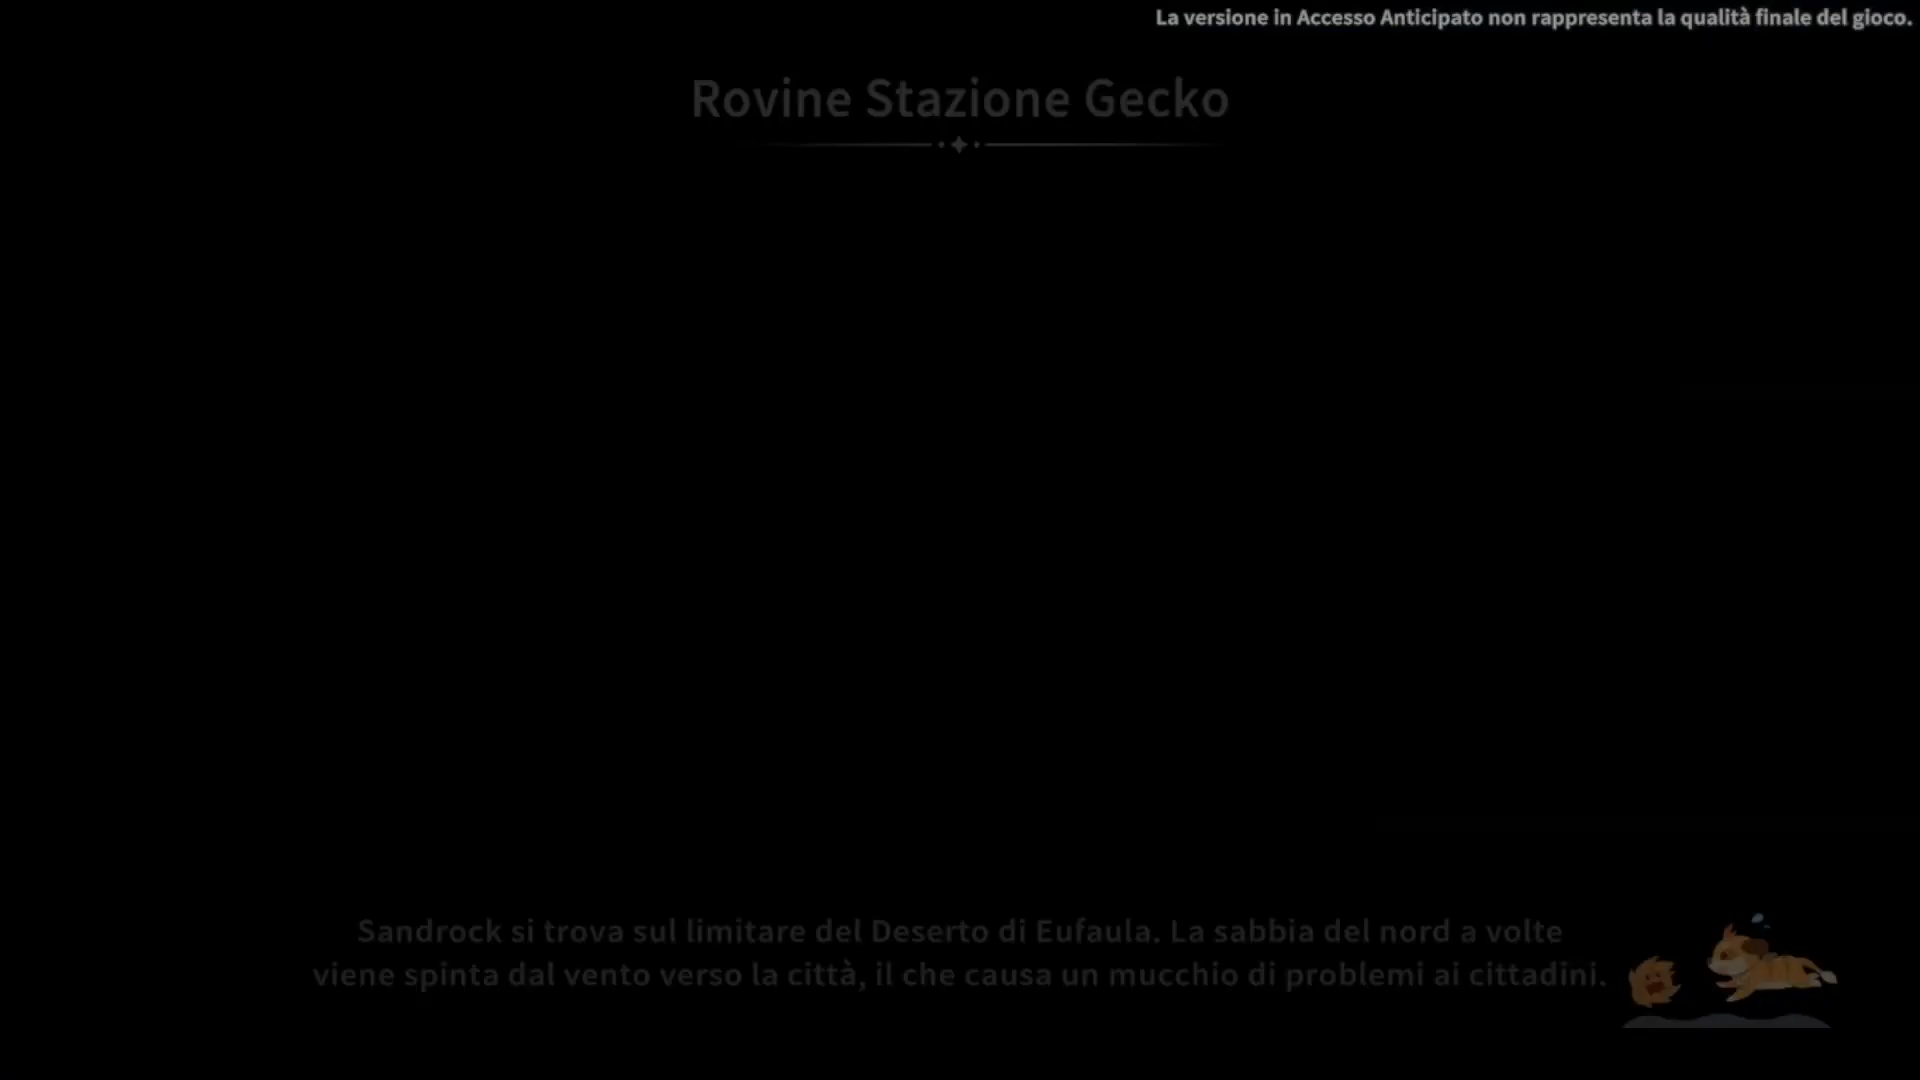 La versione in Accesso Anticipato non rappresenta la qualità finale del gioco.
Rovine Stazione Gecko
Sandrock si trova sul limitare del Deserto di Eufaula. La sabbia del nord a volte
viene spinta dal vento verso la città, il che causa un mucchio di problemi ai cittadini.